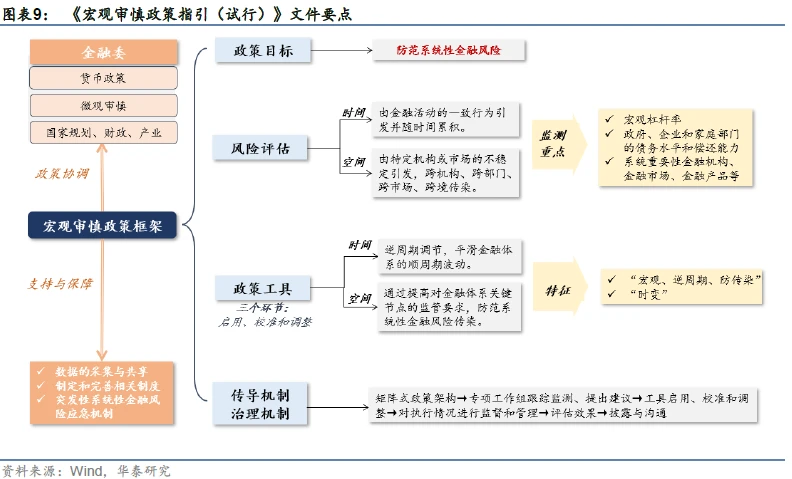 图表9： 《宏观审慎政策指引（试行）》文件要点
金融委
货币政策
微观审慎
国家规划、财政、产业
政策协调
宏观审慎政策框架
支持与保障
✓ 数据的采集与共享
✓ 制定和完善相关制度
✓ 突发性系统性金融风
险应急机制
政策目标
防范系统性金融风险
风险评估
时间
由金融活动的一致行为引
发并随时间累积。
空间
由特定机构或市场的不稳
定引发，跨机构、跨部门、
跨市场、跨境传染。
监测
重点
✓ 宏观杠杆率
✓ 政府、企业和家庭部门
的债务水平和偿还能力
✓ 系统重要性金融机构、
金融市场、金融产品等
政策工具
三个环节：
启用、校准和调整
时间
逆周期调节，平滑金融体
系的顺周期波动。
空间
通过提高对金融体系关键
节点的监管要求，防范系
统性金融风险传染。
特征
✓ “宏观、逆周期、防传染”
✓ “时变”
传导机制
治理机制
矩阵式政策架构→专项工作组跟踪监测、提出建议→工具启用、校准和调
整→对执行情况进行监督和管理→评估效果→披露与沟通
资料来源：Wind，华泰研究